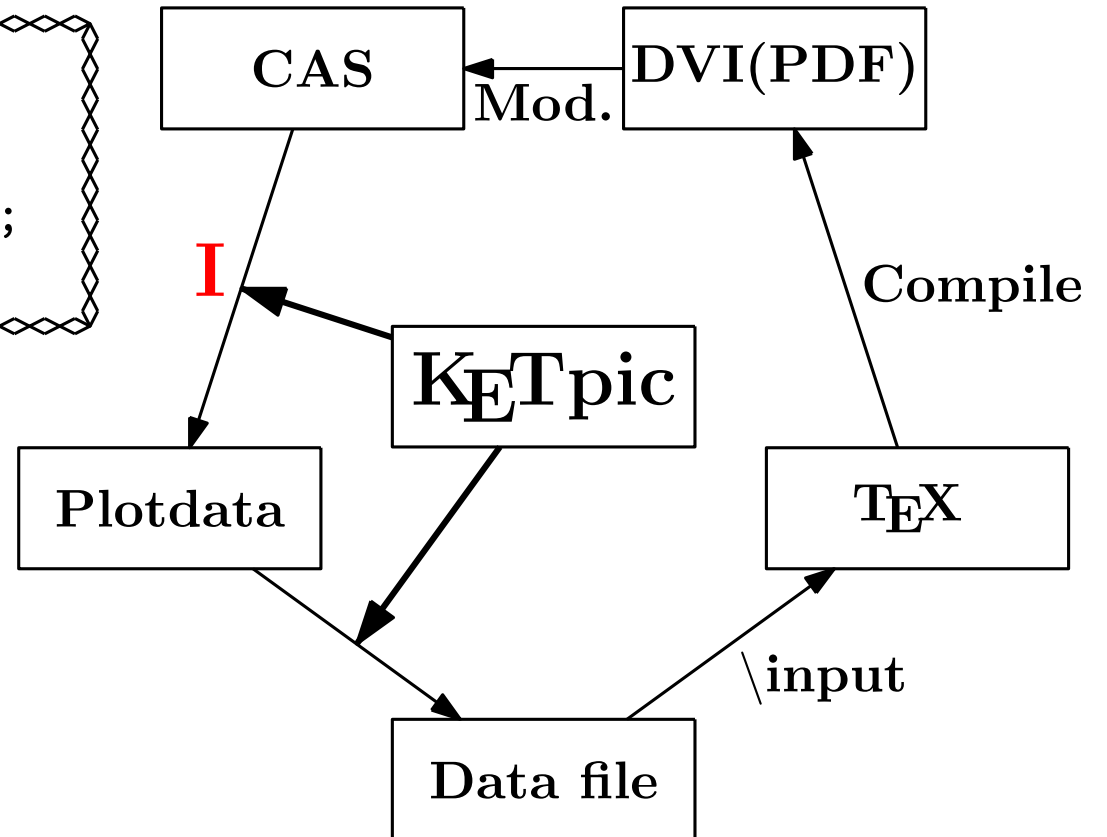 CAS
DVI(PDF)
Mod.
;
I
Compile
KETpic
Plotdata
TEX
\input
Data file